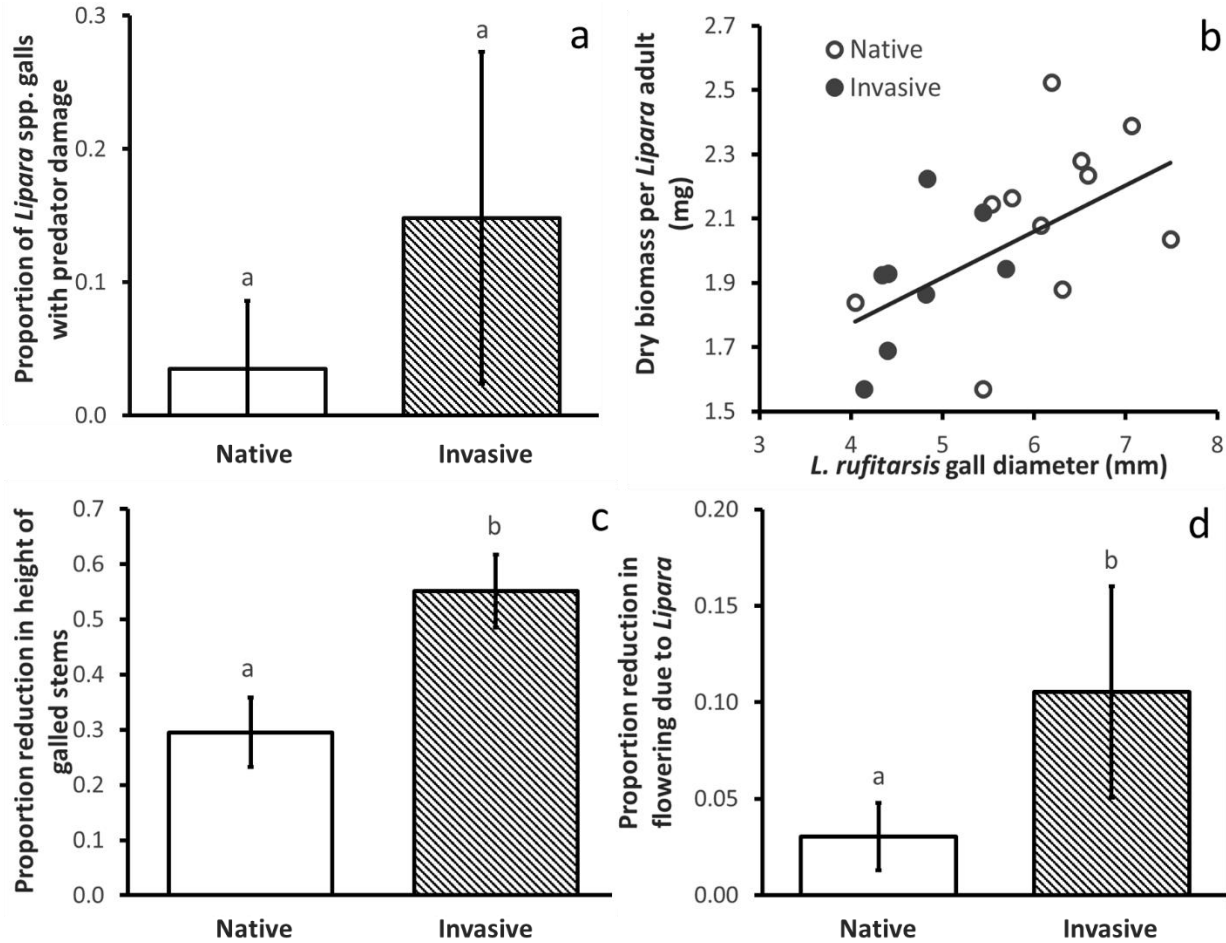 Proportion of Lipara spp. galls
with predator damage
0.3
0.2
0.1
0.0
a
a
a
Native
Invasive
Dry biomass per Lipara adult
(mg)
2.7
2.5
2.3
2.1
1.9
1.7
1.5
Native
Invasive
b
3
4
5
6
7
8
L. rufitarsis gall diameter (mm)
Proportion reduction in height of
galled stems
0.7
0.6
0.5
0.4
0.3
0.2
0.1
0.0
a
b
c
Native
Invasive
Proportion reduction in
flowering due to Lipara
0.20
0.15
0.10
0.05
0.00
a
b
d
Native
Invasive